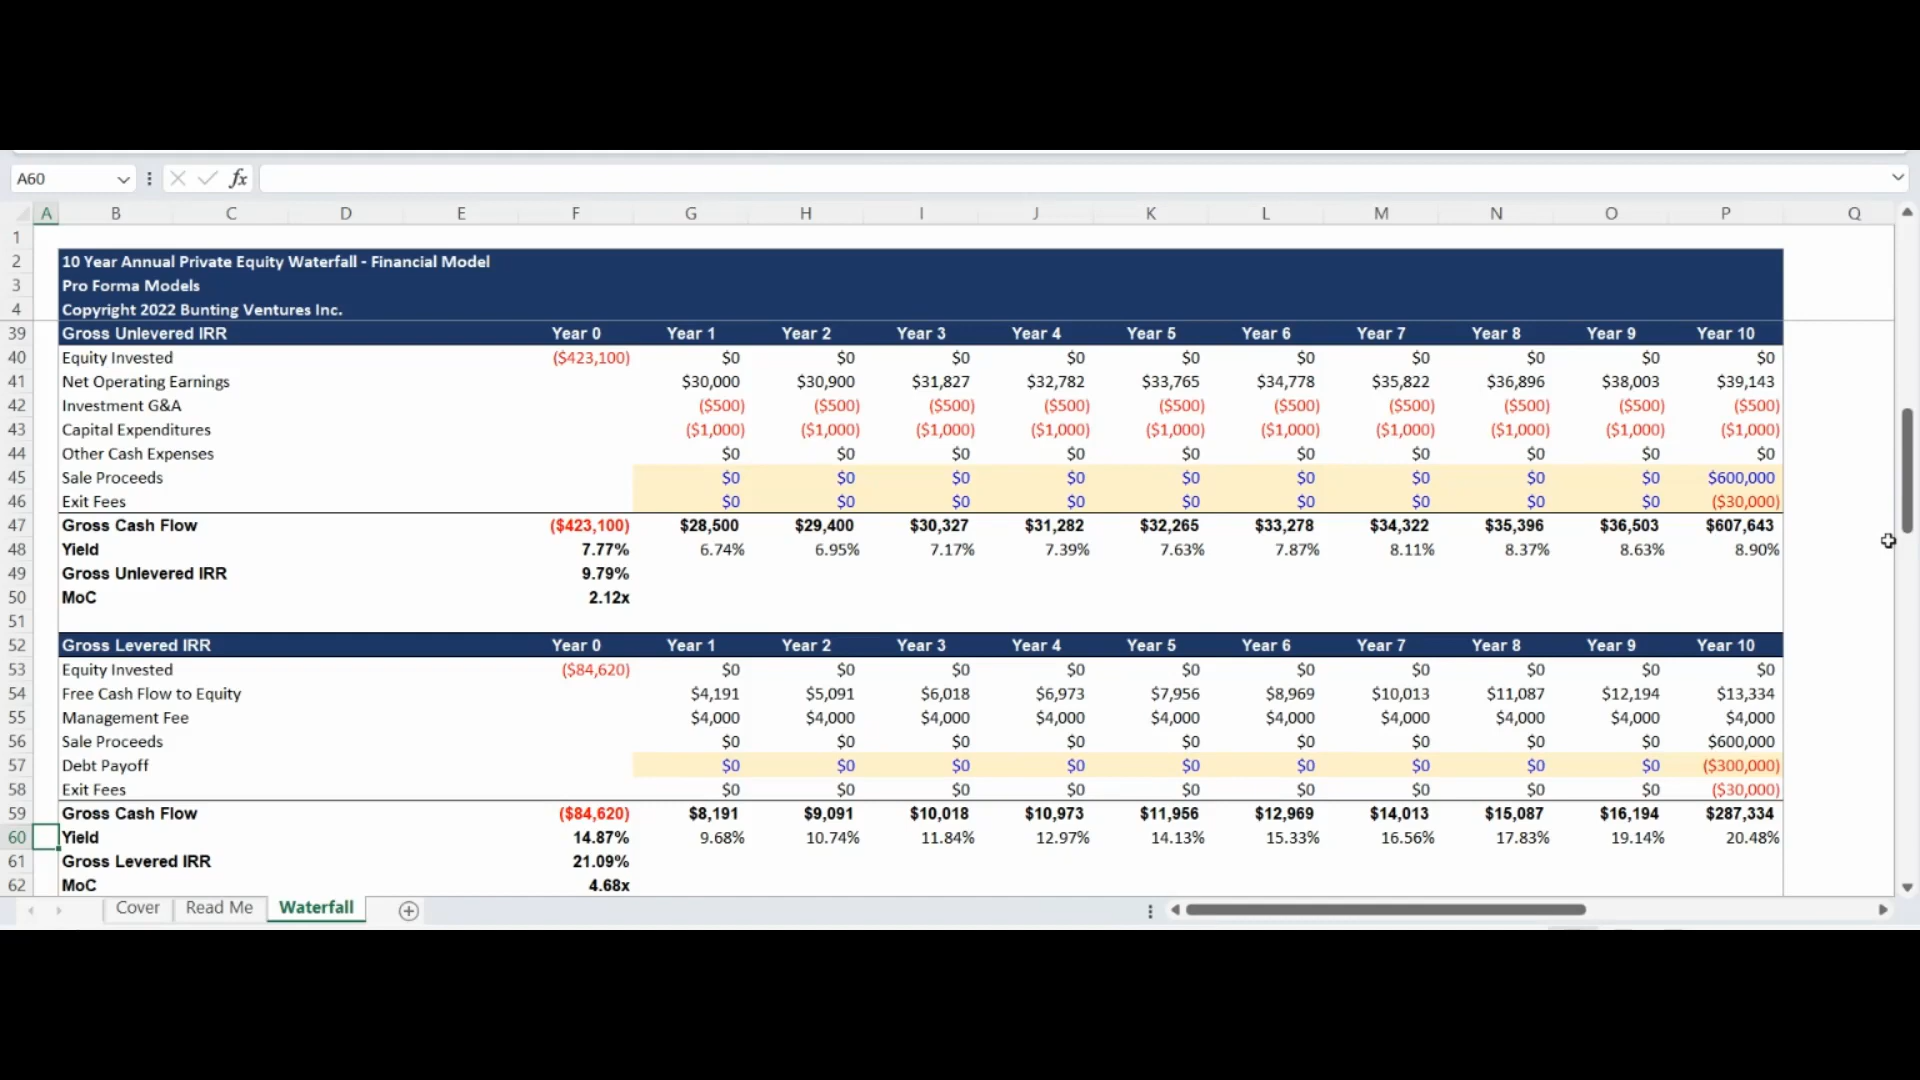 A60 fx
A B C D E F G H I J K L M N O P Q
1
2 10 Year Annual Private Equity Waterfall - Financial Model
3 Pro Forma Models
4 Copyright 2022 Bunting Ventures Inc.
39 Gross Unlevered IRR Year 0 Year 1 Year 2 Year 3 Year 4 Year 5 Year 6 Year 7 Year 8 Year 9 Year 10
40 Equity Invested ($423,100) $0 $0 $0 $0 $0 $0 $0 $0 $0 $0
41 Net Operating Earnings $30,000 $30,900 $31,827 $32,782 $33,765 $34,778 $35,822 $36,896 $38,003 $39,143
42 Investment G&A ($500) ($500) ($500) ($500) ($500) ($500) ($500) ($500) ($500) ($500)
43 Capital Expenditures ($1,000) ($1,000) ($1,000) ($1,000) ($1,000) ($1,000) ($1,000) ($1,000) ($1,000) ($1,000)
44 Other Cash Expenses $0 $0 $0 $0 $0 $0 $0 $0 $0 $0
45 Sale Proceeds $0 $0 $0 $0 $0 $0 $0 $0 $0 $600,000
46 Exit Fees $0 $0 $0 $0 $0 $0 $0 $0 $0 ($30,000)
47 Gross Cash Flow ($423,100) $28,500 $29,400 $30,327 $31,282 $32,265 $33,278 $34,322 $35,396 $36,503 $607,643
48 Yield 7.77% 6.74% 6.95% 7.17% 7.39% 7.63% 7.87% 8.11% 8.37% 8.63% 8.90%
49 Gross Unlevered IRR 9.79%
50 MoC 2.12x
51
52 Gross Levered IRR Year 0 Year 1 Year 2 Year 3 Year 4 Year 5 Year 6 Year 7 Year 8 Year 9 Year 10
53 Equity Invested ($84,620) $0 $0 $0 $0 $0 $0 $0 $0 $0 $0
54 Free Cash Flow to Equity $4,191 $5,091 $6,018 $6,973 $7,956 $8,969 $10,013 $11,087 $12,194 $13,334
55 Management Fee $4,000 $4,000 $4,000 $4,000 $4,000 $4,000 $4,000 $4,000 $4,000 $4,000
56 Sale Proceeds $0 $0 $0 $0 $0 $0 $0 $0 $0 $600,000
57 Debt Payoff $0 $0 $0 $0 $0 $0 $0 $0 $0 ($300,000)
58 Exit Fees $0 $0 $0 $0 $0 $0 $0 $0 $0 ($30,000)
59 Gross Cash Flow ($84,620) $8,191 $9,091 $10,018 $10,973 $11,956 $12,969 $14,013 $15,087 $16,194 $287,334
60 Yield 14.87% 9.68% 10.74% 11.84% 12.97% 14.13% 15.33% 16.56% 17.83% 19.14% 20.48%
61 Gross Levered IRR 21.09%
62 MoC 4.68x
Cover Read Me Waterfall